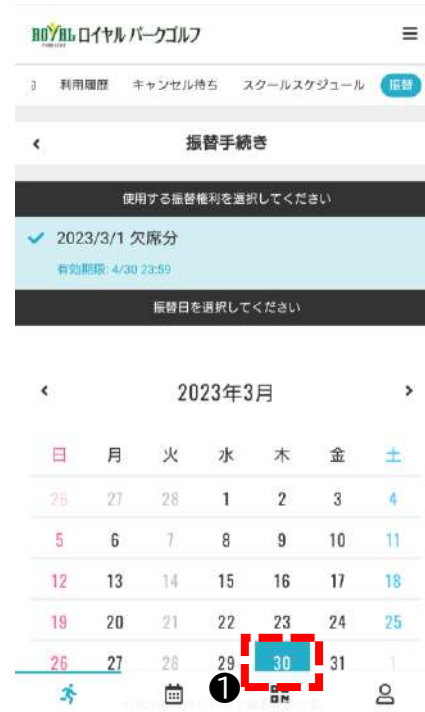 ROYAL ロイヤル パークゴルフ
利用履歴 キャンセル待ち スクールスケジュール 振替
振替手続き
使用する振替権利を選択してください
2023/3/1 欠席分
有効期限: 4/30 23:59
振替日を選択してください
2023年3月
日 月 火 水 木 金 土
26 27 28 1 2 3 4
5 6 7 8 9 10 11
12 13 14 15 16 17 18
19 20 21 22 23 24 25
26 27 28 29 30 31 1
❶